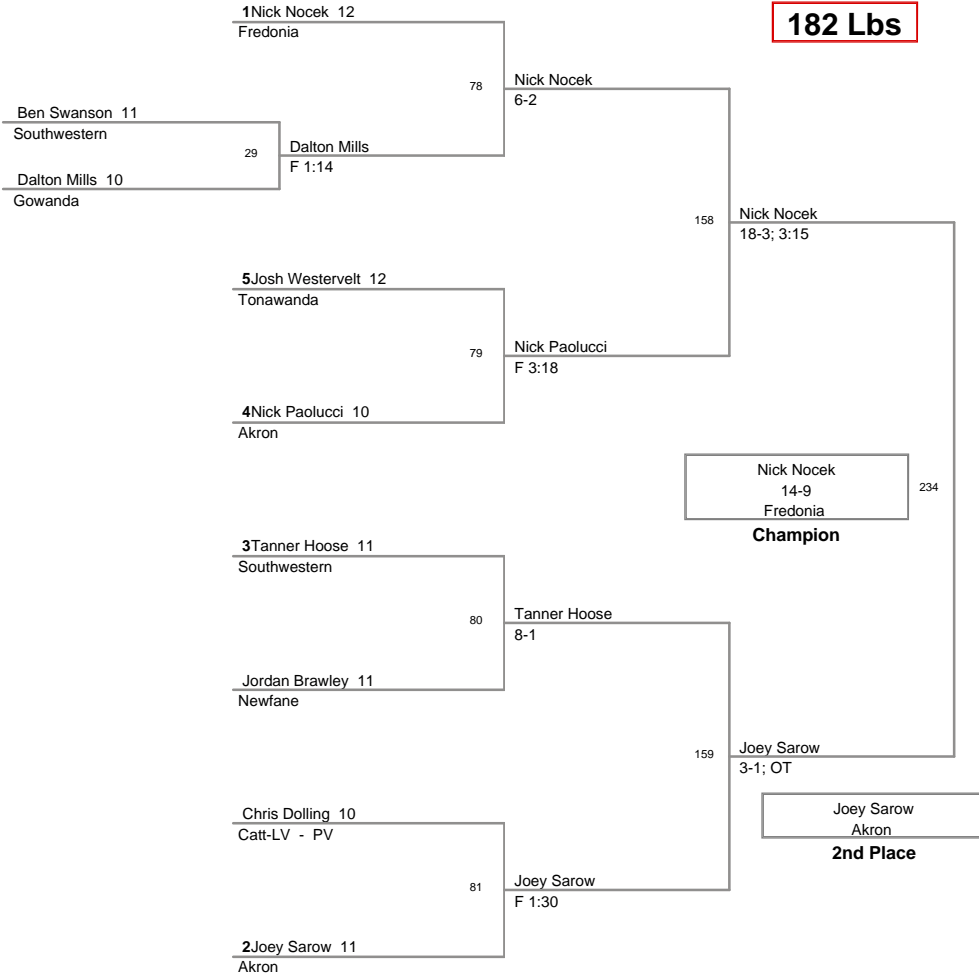 182 Lbs
1Nick Nocek 12
Fredonia
78
Nick Nocek
6-2
Ben Swanson 11
Southwestern
29
Dalton Mills
F 1:14
Dalton Mills 10
Gowanda
158
Nick Nocek
18-3; 3:15
5Josh Westervelt 12
Tonawanda
79
Nick Paolucci
F 3:18
4Nick Paolucci 10
Akron
Nick Nocek
14-9
Fredonia
234
Champion
3Tanner Hoose 11
Southwestern
80
Tanner Hoose
8-1
Jordan Brawley 11
Newfane
159
Joey Sarow
3-1; OT
Chris Dolling 10
Catt-LV - PV
Joey Sarow
Akron
2nd Place
81
Joey Sarow
F 1:30
2Joey Sarow 11
Akron